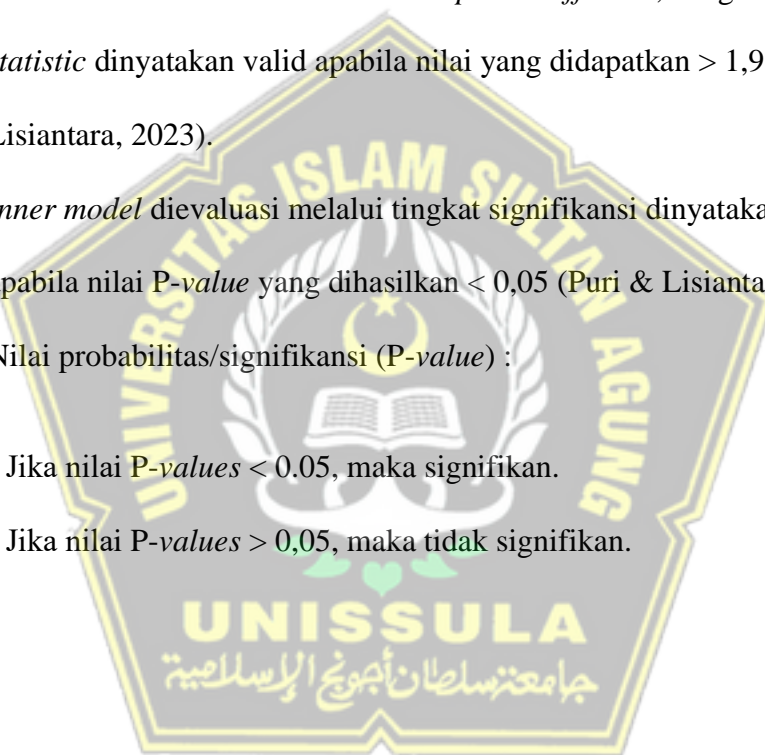 tatistic dinyatakan valid apabila nilai yang didapatkan > 1,9
Lisiantara, 2023).
nner model dievaluasi melalui tingkat signifikansi dinyataka
apabila nilai P-value yang dihasilkan < 0,05 (Puri & Lisianta
Nilai probabilitas/signifikansi (P-value) :
Jika nilai P-values < 0.05, maka signifikan.
Jika nilai P-values > 0,05, maka tidak signifikan.
UNIVERSITAS ISLAM SULTAN AGUNG
UNISSULA
جامعة سلطان أجونج الإسلامية